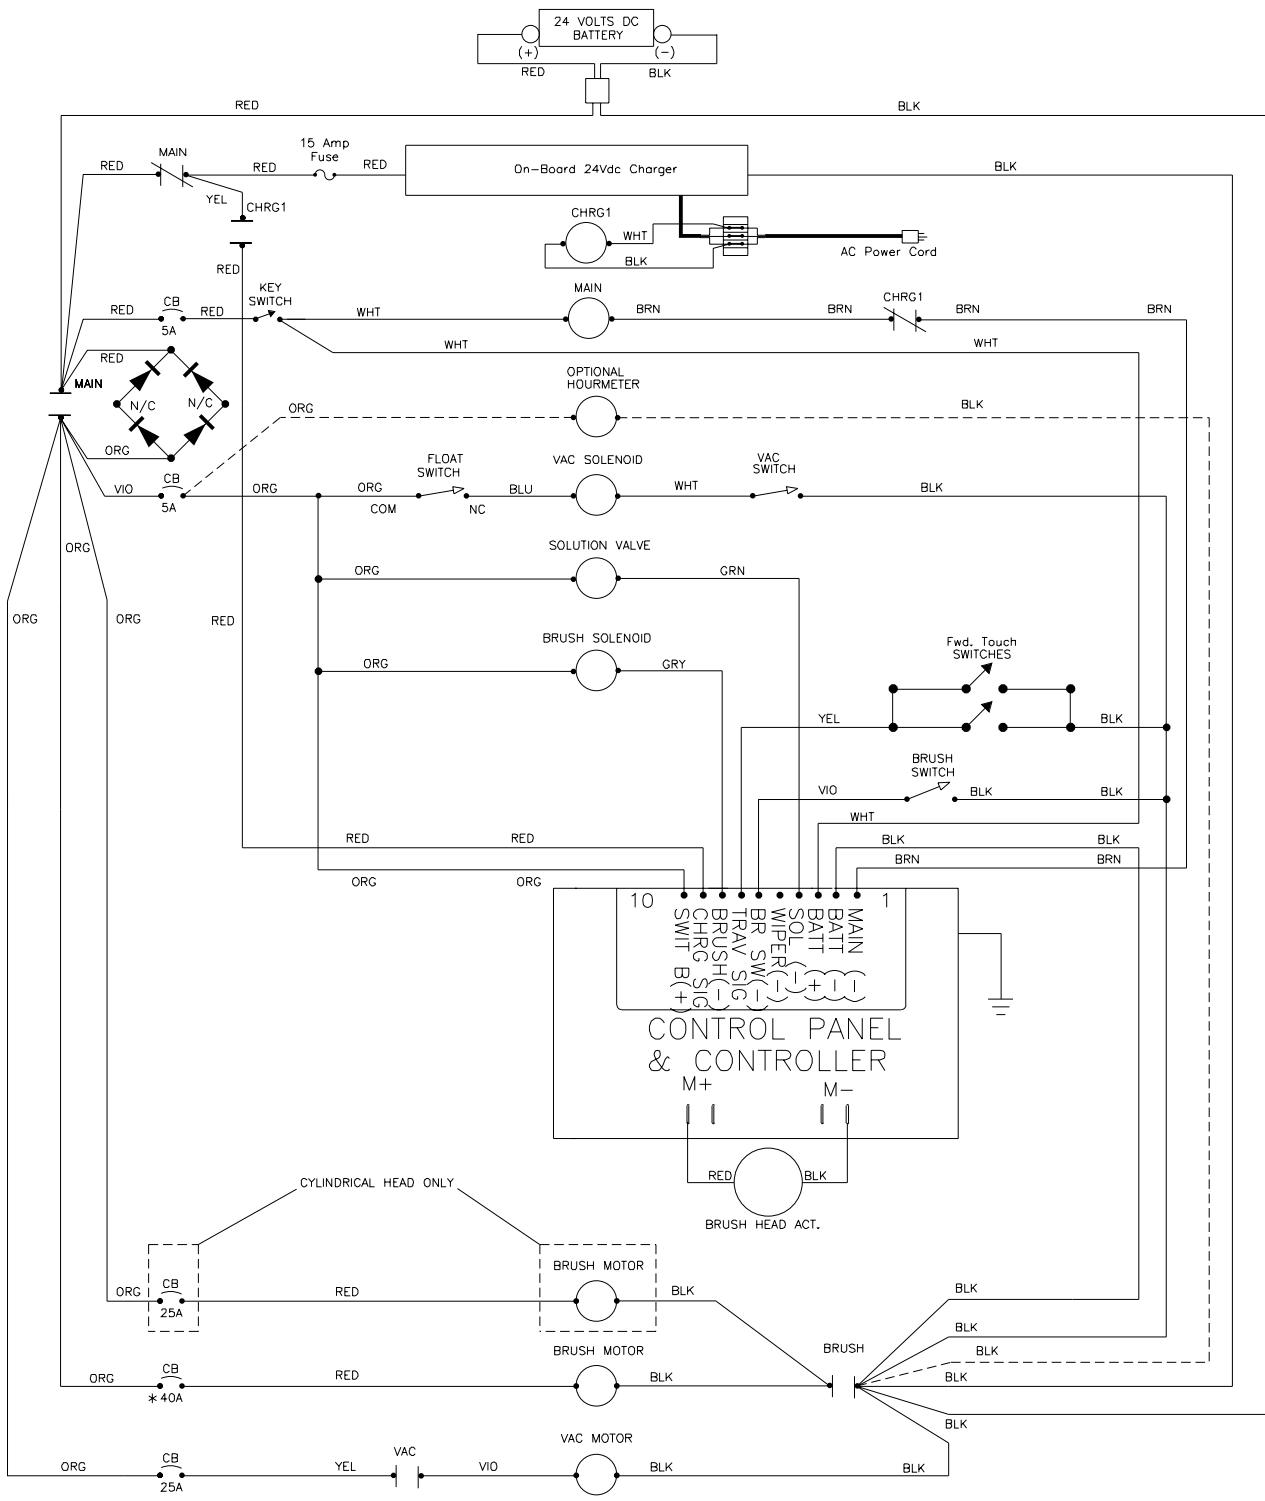 24 VOLTS DC
BATTERY
(+)
(-)
RED
BLK
RED
BLK
15 Amp
Fuse
MAIN
RED
RED
RED
On-Board 24Vdc Charger
BLK
YEL
CHRG1
CHRG1
WHT
BLK
AC Power Cord
RED
KEY
SWITCH
MAIN
CHRG1
CB
RED
RED
5A
WHT
BRN
BRN
BRN
BRN
WHT
WHT
RED
MAIN
OPTIONAL
HOURMETER
N/C
N/C
ORG
BLK
ORG
FLOAT
SWITCH
VAC SOLENOID
VAC
SWITCH
CB
VIO
5A
ORG
ORG
COM
NC
BLU
WHT
BLK
ORG
SOLUTION VALVE
ORG
GRN
ORG
ORG
RED
BRUSH SOLENOID
ORG
GRY
Fwd. Touch
SWITCHES
YEL
BLK
BRUSH
SWITCH
VIO
BLK
BLK
WHT
RED
RED
BLK
BLK
BRN
BRN
ORG
ORG
10
1
SWIT B(+)
CHRG SIG
BRUSH(-)
TRAV SIG
BR SW(-)
WIPER(-)
SOL (-)
BATT (+)
BATT (-)
MAIN (-)
CONTROL PANEL
& CONTROLLER
M+
M-
RED
BLK
BRUSH HEAD ACT.
CYLINDRICAL HEAD ONLY
BRUSH MOTOR
CB
ORG
25A
RED
BLK
BLK
BLK
BRUSH
BLK
BRUSH MOTOR
CB
ORG
*40A
RED
BLK
BLK
BLK
VAC MOTOR
CB
ORG
25A
YEL
VAC
VIO
BLK
BLK